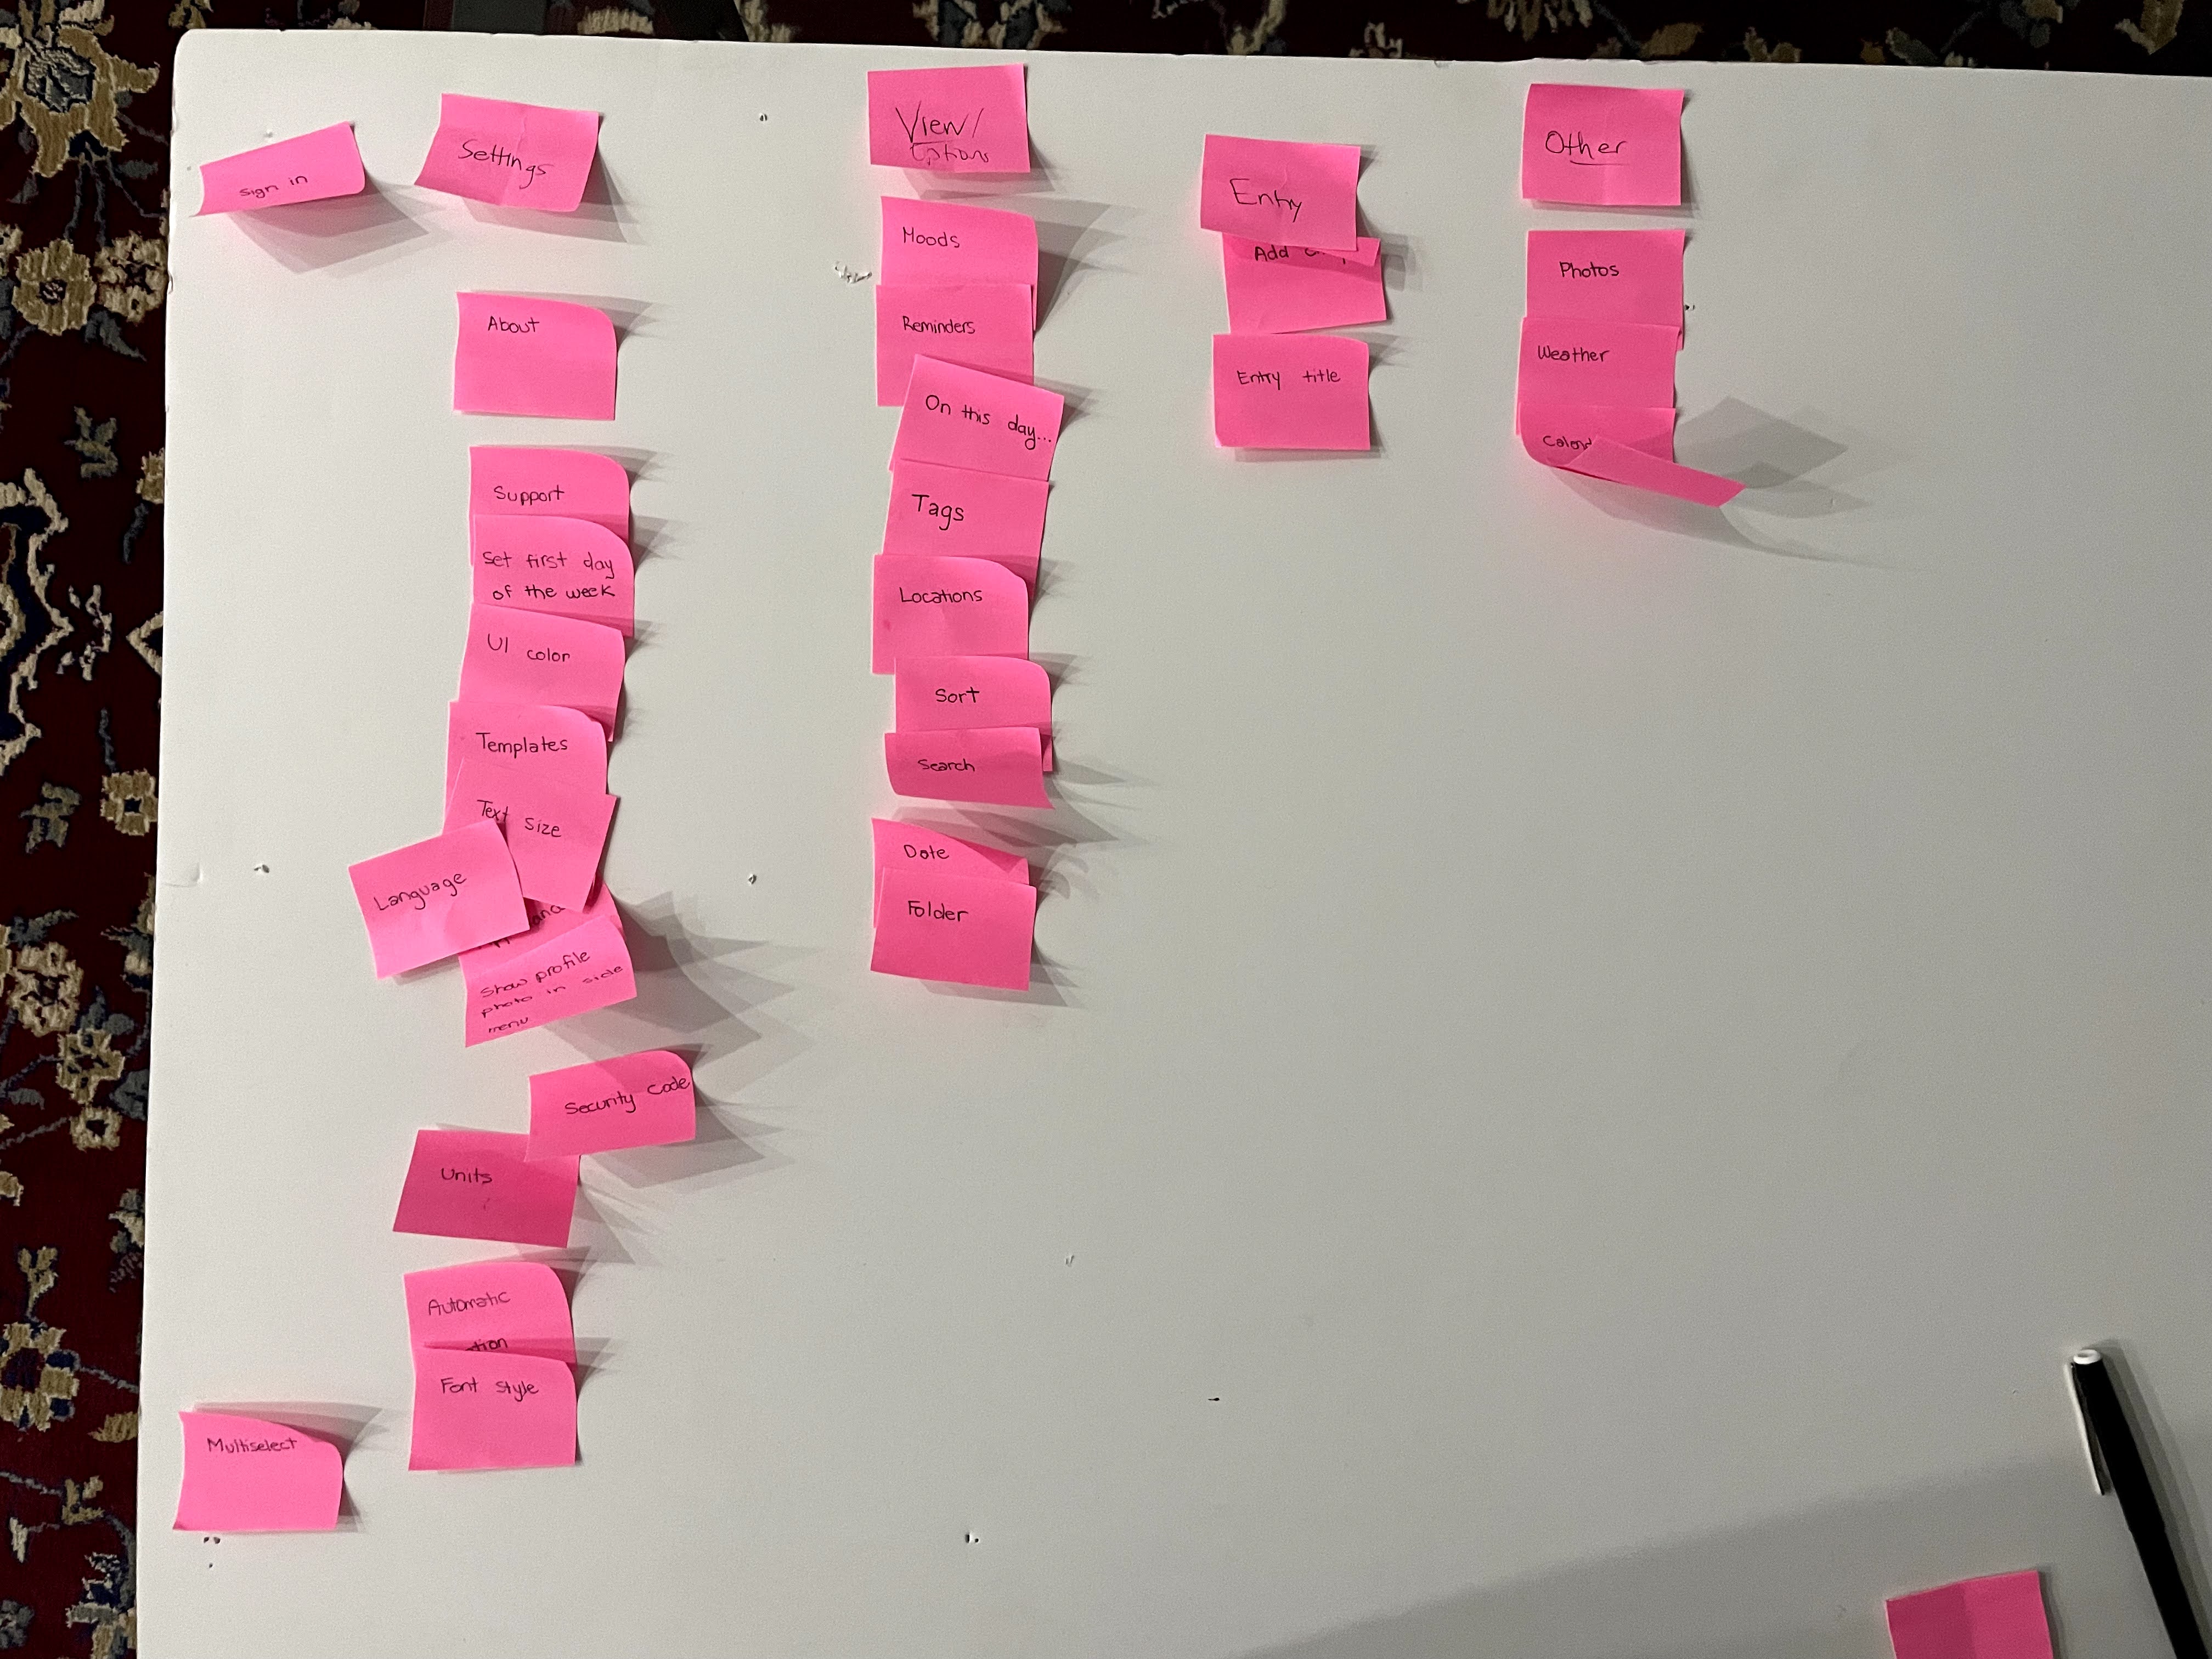 sign in
Settings
About
Support
Set first day
of the week
UI color
Templates
Text size
Language
Show profile
photo in side
menu
Security code
Units
Automatic
Font style
Multiselect
View/
Options
Moods
Reminders
On this day...
Tags
Locations
Sort
Search
Date
Folder
Entry
Add
Entry title
Other
Photos
Weather